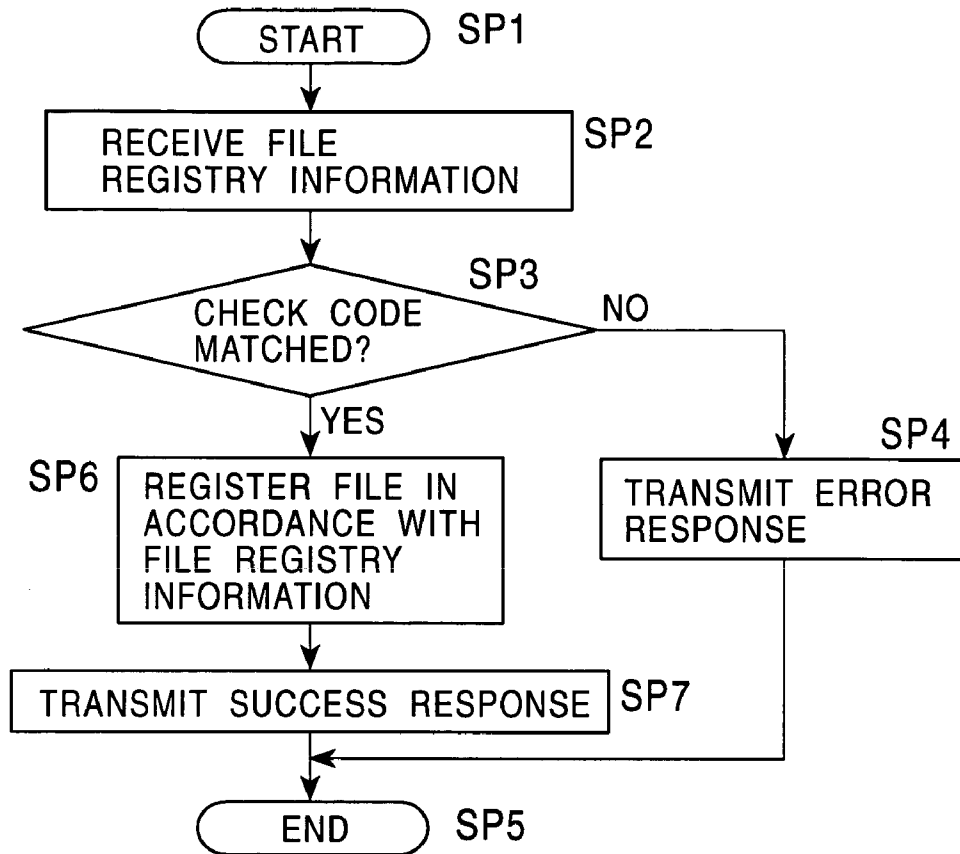 START
SP1
RECEIVE FILE
REGISTRY INFORMATION
SP2
SP3
CHECK CODE
MATCHED?
NO
YES
SP4
SP6
REGISTER FILE IN
ACCORDANCE WITH
FILE REGISTRY
INFORMATION
TRANSMIT ERROR
RESPONSE
TRANSMIT SUCCESS RESPONSE
SP7
END
SP5